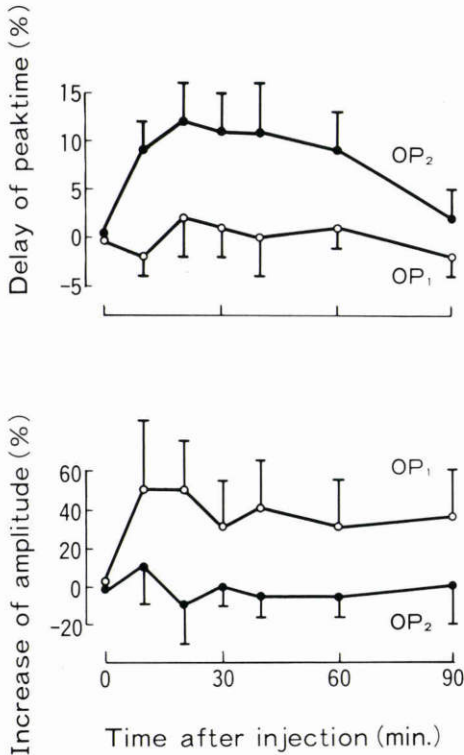 Delay of peaktime (%)
15
10
5
0
-5
OP₂
OP₁
Increase of amplitude (%)
60
40
20
0
-20
OP₁
OP₂
0 30 60 90
Time after injection (min.)